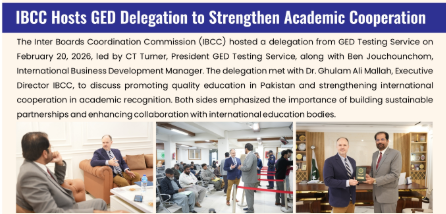 IBCC Hosts GED Delegation to Strengthen Academic Cooperation
The Inter Boards Coordination Commission (IBCC) hosted a delegation from GED Testing Service on
February 20, 2026, led by CT Turner, President GED Testing Service, along with Ben Jouchounchom,
International Business Development Manager. The delegation met with Dr. Ghulam Ali Mallah, Executive
Director IBCC, to discuss promoting quality education in Pakistan and strengthening international
cooperation in academic recognition. Both sides emphasized the importance of building sustainable
partnerships and enhancing collaboration with international education bodies.